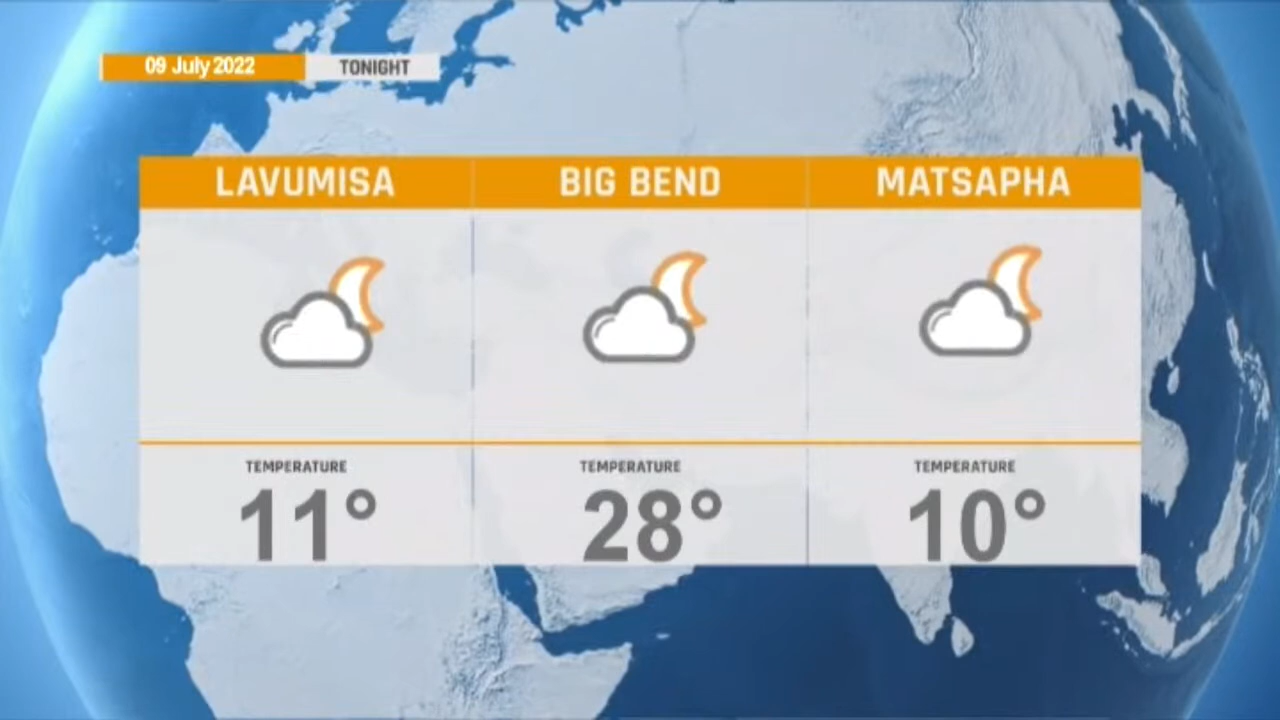 09 July 2022 TONIGHT
LAVUMISA BIG BEND MATSAPHA
TEMPERATURE TEMPERATURE TEMPERATURE
11° 28° 10°